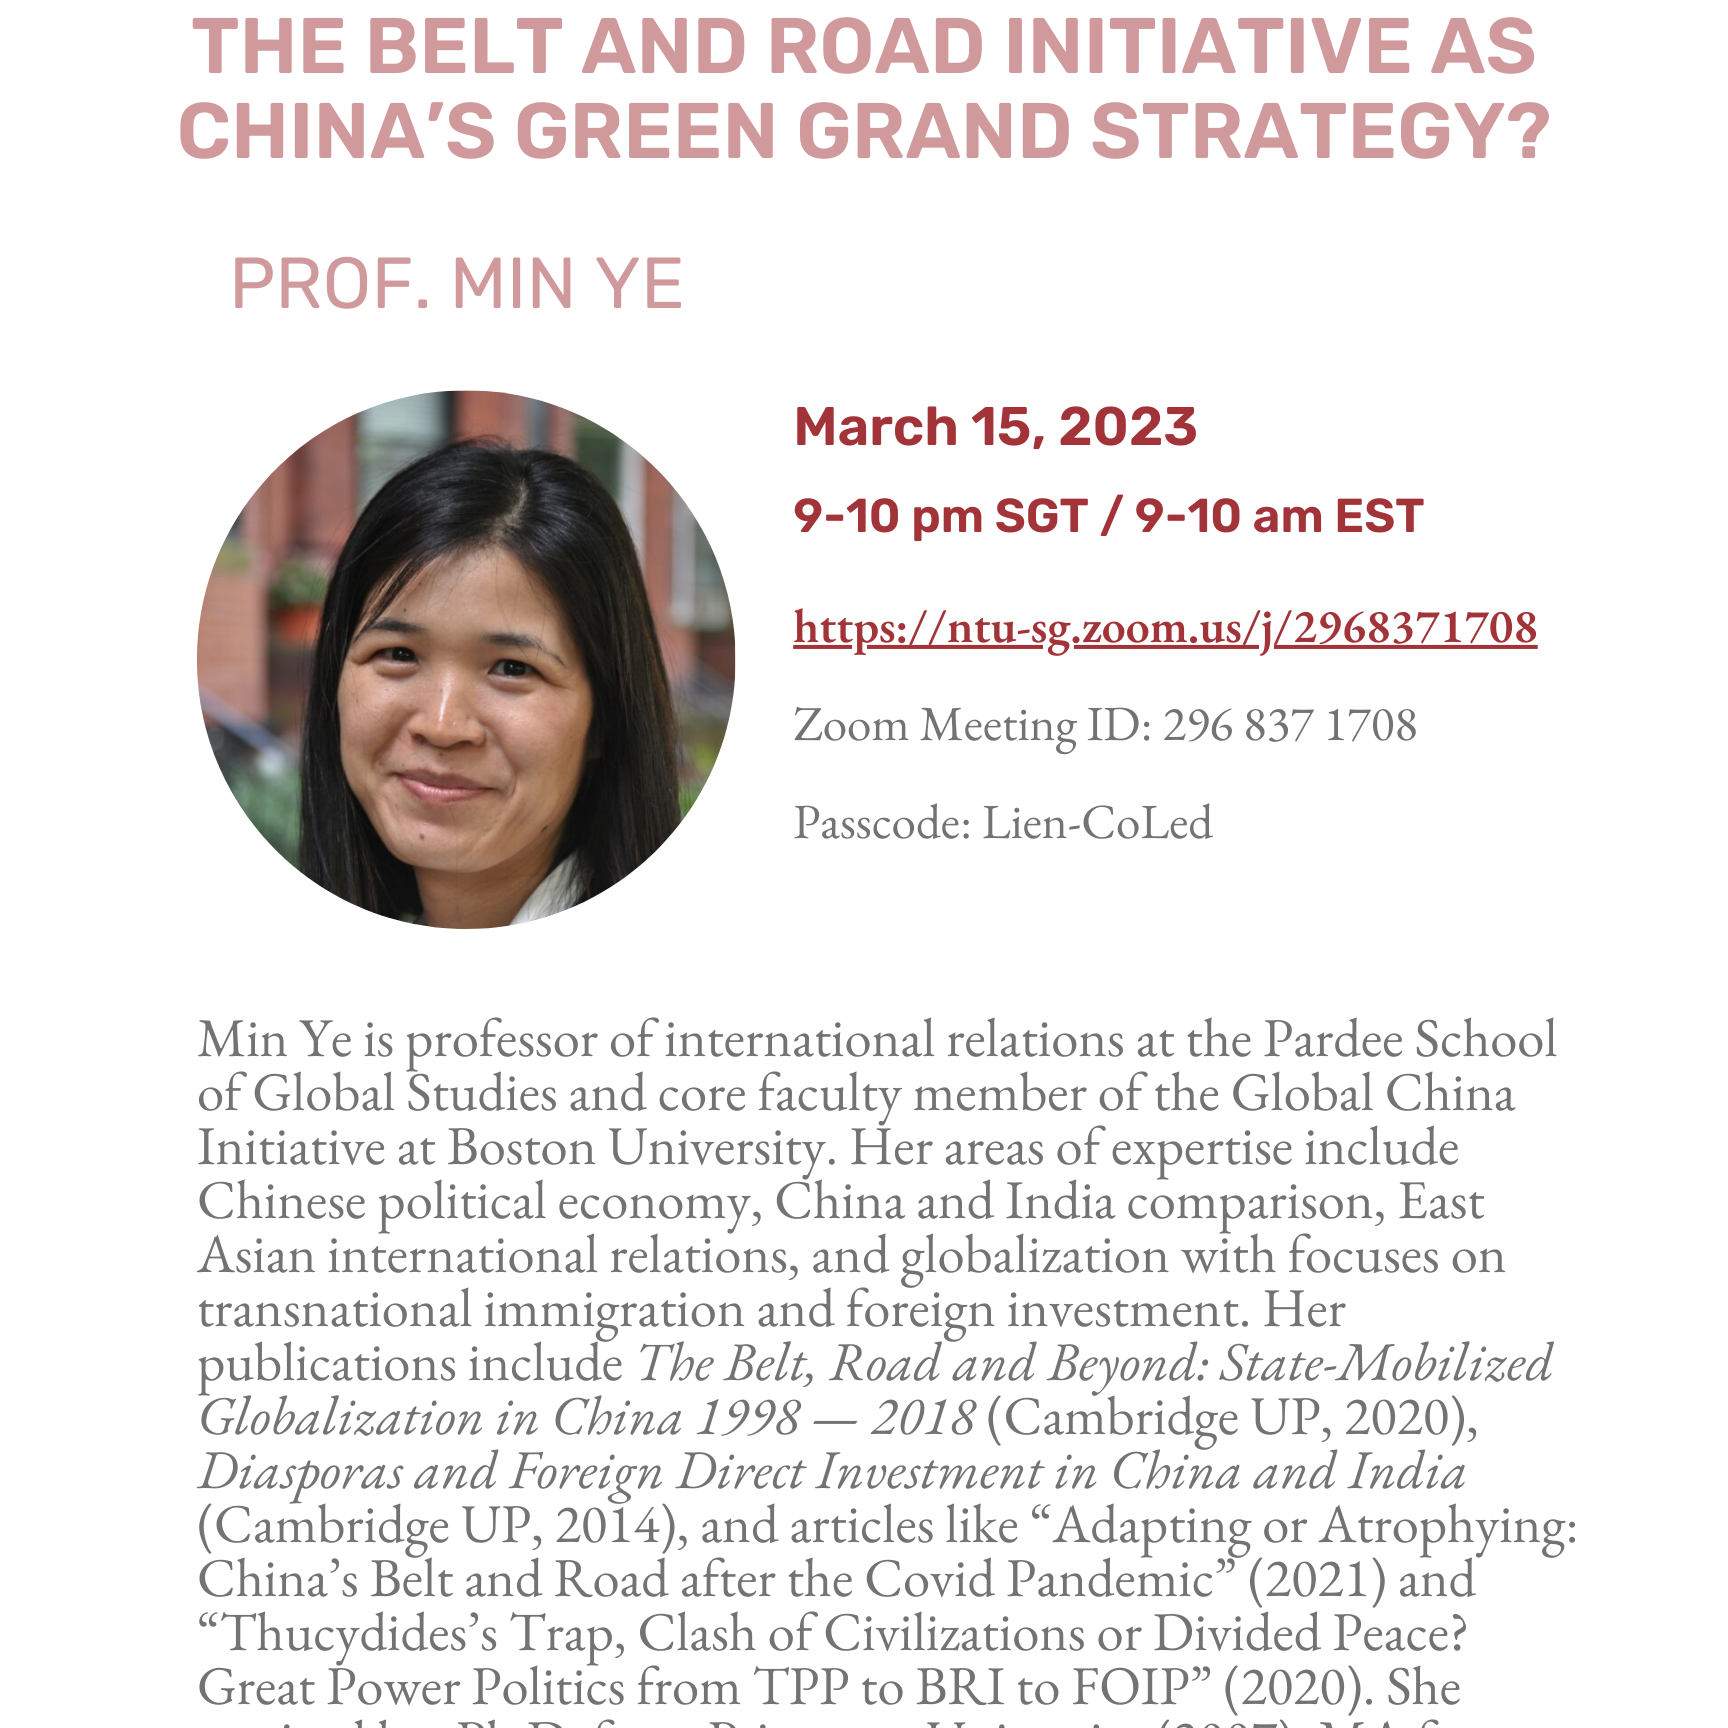 THE BELT AND ROAD INITIATIVE AS
CHINA’S GREEN GRAND STRATEGY?
PROF. MIN YE
March 15, 2023
9-10 pm SGT / 9-10 am EST
https://ntu-sg.zoom.us/j/2968371708
Zoom Meeting ID: 296 837 1708
Passcode: Lien-CoLed
Min Ye is professor of international relations at the Pardee School
of Global Studies and core faculty member of the Global China
Initiative at Boston University. Her areas of expertise include
Chinese political economy, China and India comparison, East
Asian international relations, and globalization with focuses on
transnational immigration and foreign investment. Her
publications include The Belt, Road and Beyond: State-Mobilized
Globalization in China 1998 — 2018 (Cambridge UP, 2020),
Diasporas and Foreign Direct Investment in China and India
(Cambridge UP, 2014), and articles like “Adapting or Atrophying:
China’s Belt and Road after the Covid Pandemic” (2021) and
“Thucydides’s Trap, Clash of Civilizations or Divided Peace?
Great Power Politics from TPP to BRI to FOIP” (2020). She